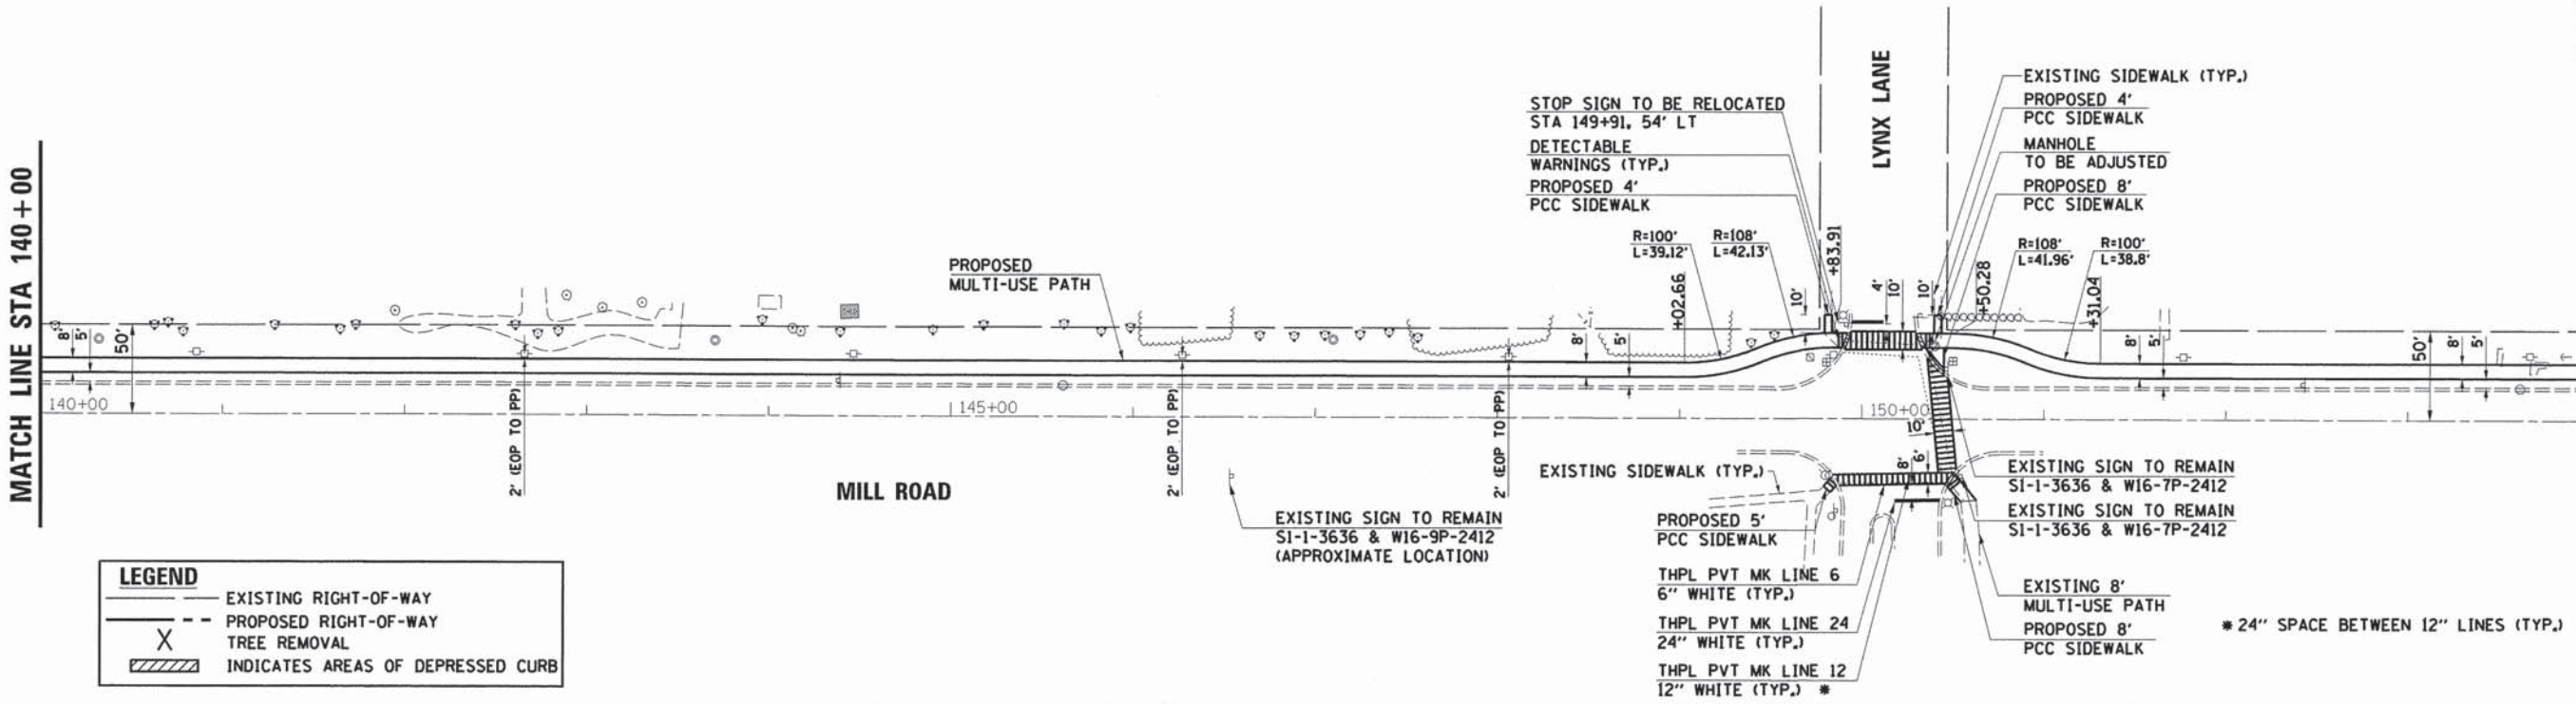 MATCH LINE STA 140+00
8'
5'
50'
140+00
2' (EOP TO PP)
PROPOSED
MULTI-USE PATH
145+00
MILL ROAD
2' (EOP TO PP)
2' (EOP TO PP)
EXISTING SIGN TO REMAIN
S1-1-3636 & W16-9P-2412
(APPROXIMATE LOCATION)
8'
5'
STOP SIGN TO BE RELOCATED
STA 149+91, 54' LT
DETECTABLE
WARNINGS (TYP.)
PROPOSED 4'
PCC SIDEWALK
R=100'
L=39.12'
R=108'
L=42.13'
+02.66
+83.91
10'
4'
10'
10'
LYNX LANE
EXISTING SIDEWALK (TYP.)
PROPOSED 4'
PCC SIDEWALK
MANHOLE
TO BE ADJUSTED
PROPOSED 8'
PCC SIDEWALK
R=108'
L=41.96'
R=100'
L=38.8'
+50.28
+31.04
8'
5'
50'
8'
5'
150+00
10'
8'
6'
EXISTING SIDEWALK (TYP.)
PROPOSED 5'
PCC SIDEWALK
THPL PVT MK LINE 6
6" WHITE (TYP.)
THPL PVT MK LINE 24
24" WHITE (TYP.)
THPL PVT MK LINE 12
12" WHITE (TYP.) *
EXISTING SIGN TO REMAIN
S1-1-3636 & W16-7P-2412
EXISTING SIGN TO REMAIN
S1-1-3636 & W16-7P-2412
EXISTING 8'
MULTI-USE PATH
PROPOSED 8'
PCC SIDEWALK
* 24" SPACE BETWEEN 12" LINES (TYP.)
LEGEND
EXISTING RIGHT-OF-WAY
PROPOSED RIGHT-OF-WAY
X TREE REMOVAL
INDICATES AREAS OF DEPRESSED CURB